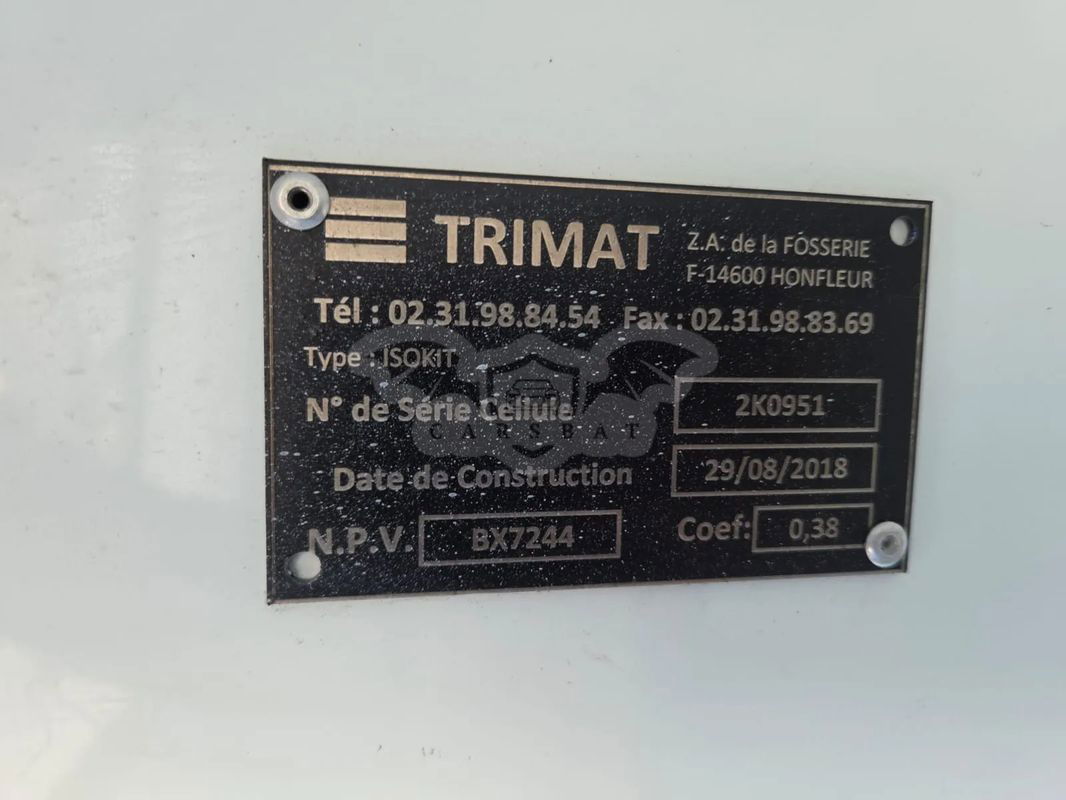 TRIMAT
Z.A. de la FOSSERIE
F-14600 HONFLEUR
Tél : 02.31.98.84.54 Fax : 02.31.98.83.69
Type : ISOKIT
N° de Série Cellule 2K0951
CARSBAT
Date de Construction 29/08/2018
N.P.V. BX7244 Coef: 0,38